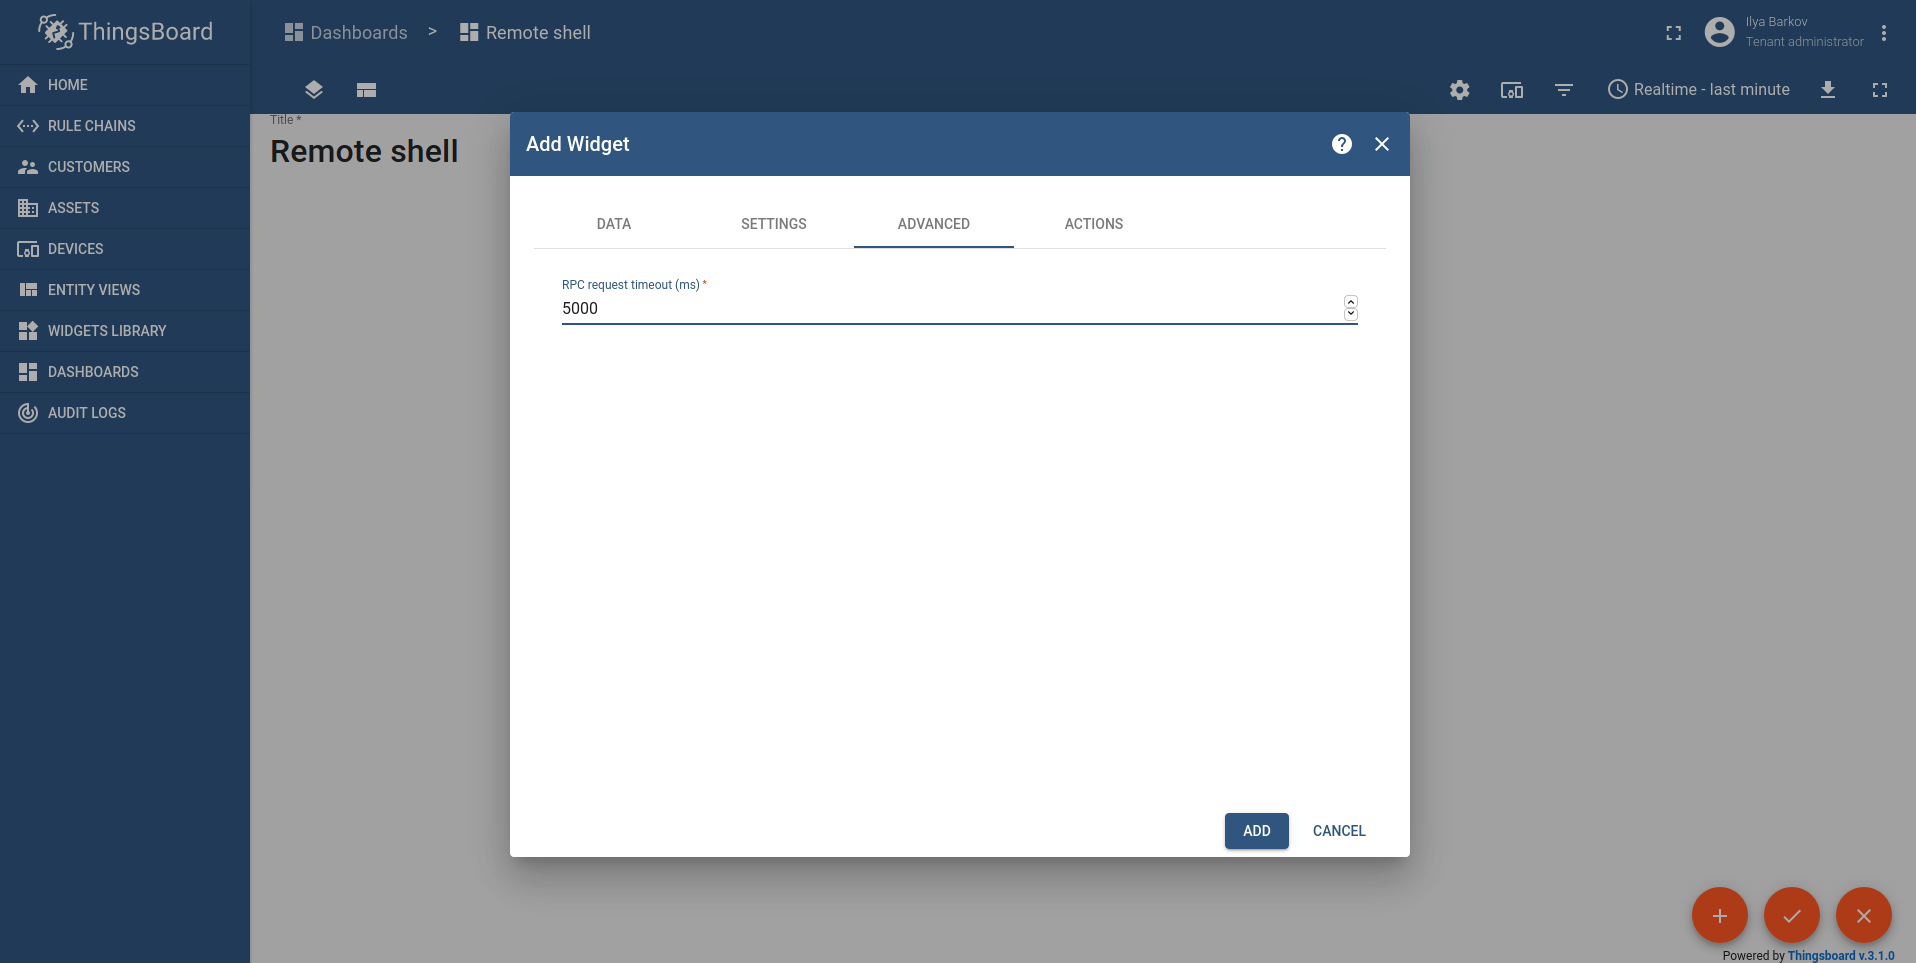 ThingsBoard
Dashboards > Remote shell
Ilya Barkov
Tenant administrator
HOME
RULE CHAINS
CUSTOMERS
ASSETS
DEVICES
ENTITY VIEWS
WIDGETS LIBRARY
DASHBOARDS
AUDIT LOGS
Realtime - last minute
Title *
Remote shell
Add Widget
DATA SETTINGS ADVANCED ACTIONS
RPC request timeout (ms) *
5000
ADD CANCEL
Powered by Thingsboard v.3.1.0